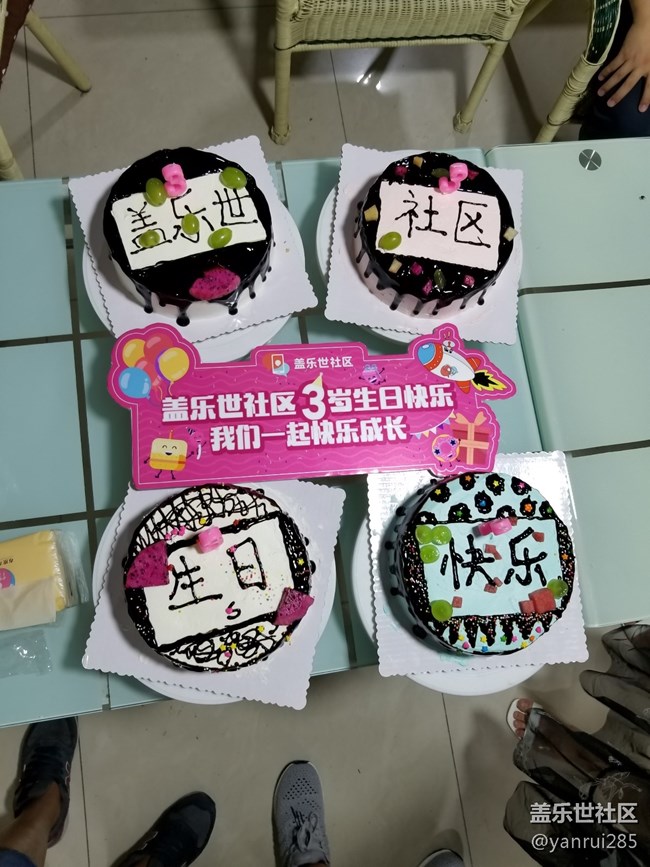 盖乐世
社区
盖乐世社区
盖乐世社区3岁生日快乐
我们一起快乐成长
生日
快乐
盖乐世社区
@yanrui285